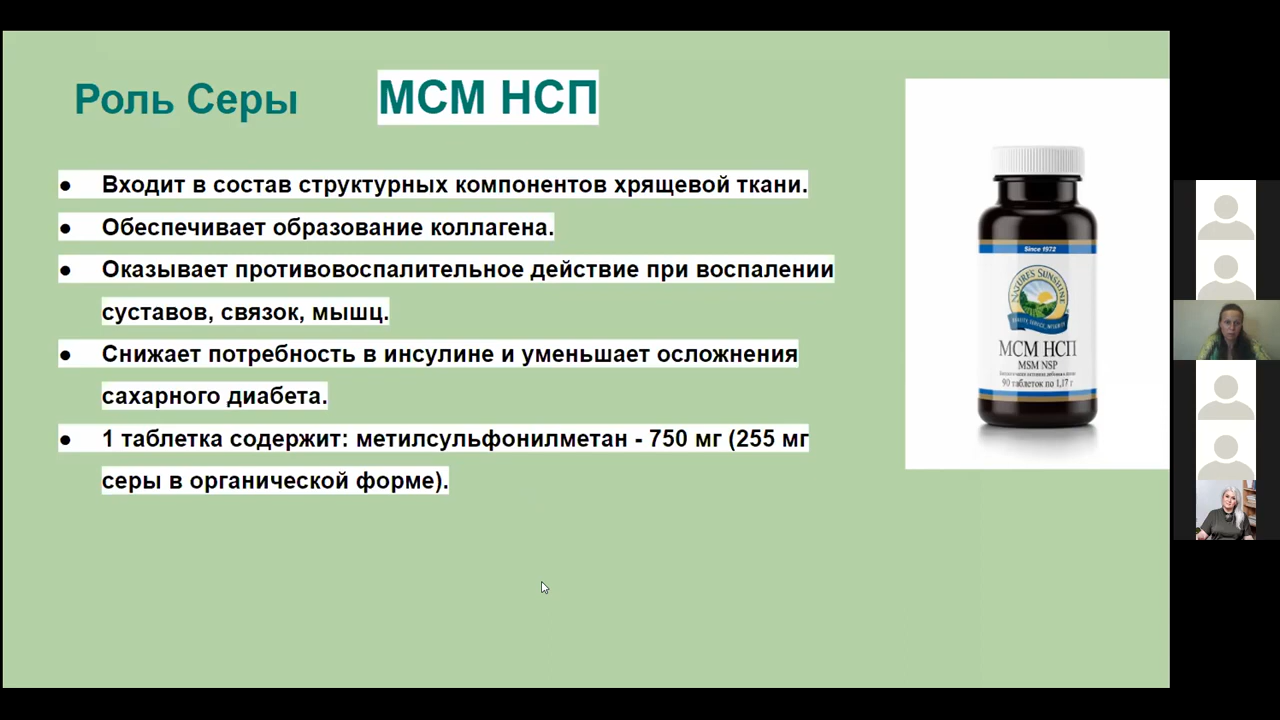 Роль Серы МСМ НСП
● Входит в состав структурных компонентов хрящевой ткани.
● Обеспечивает образование коллагена.
● Оказывает противовоспалительное действие при воспалении
суставов, связок, мышц.
● Снижает потребность в инсулине и уменьшает осложнения
сахарного диабета.
● 1 таблетка содержит: метилсульфонилметан - 750 мг (255 мг
серы в органической форме).
Since 1972
NATURE'S SUNSHINE
МСМ НСП
MSM NSP
90 таблеток по 1,17 г